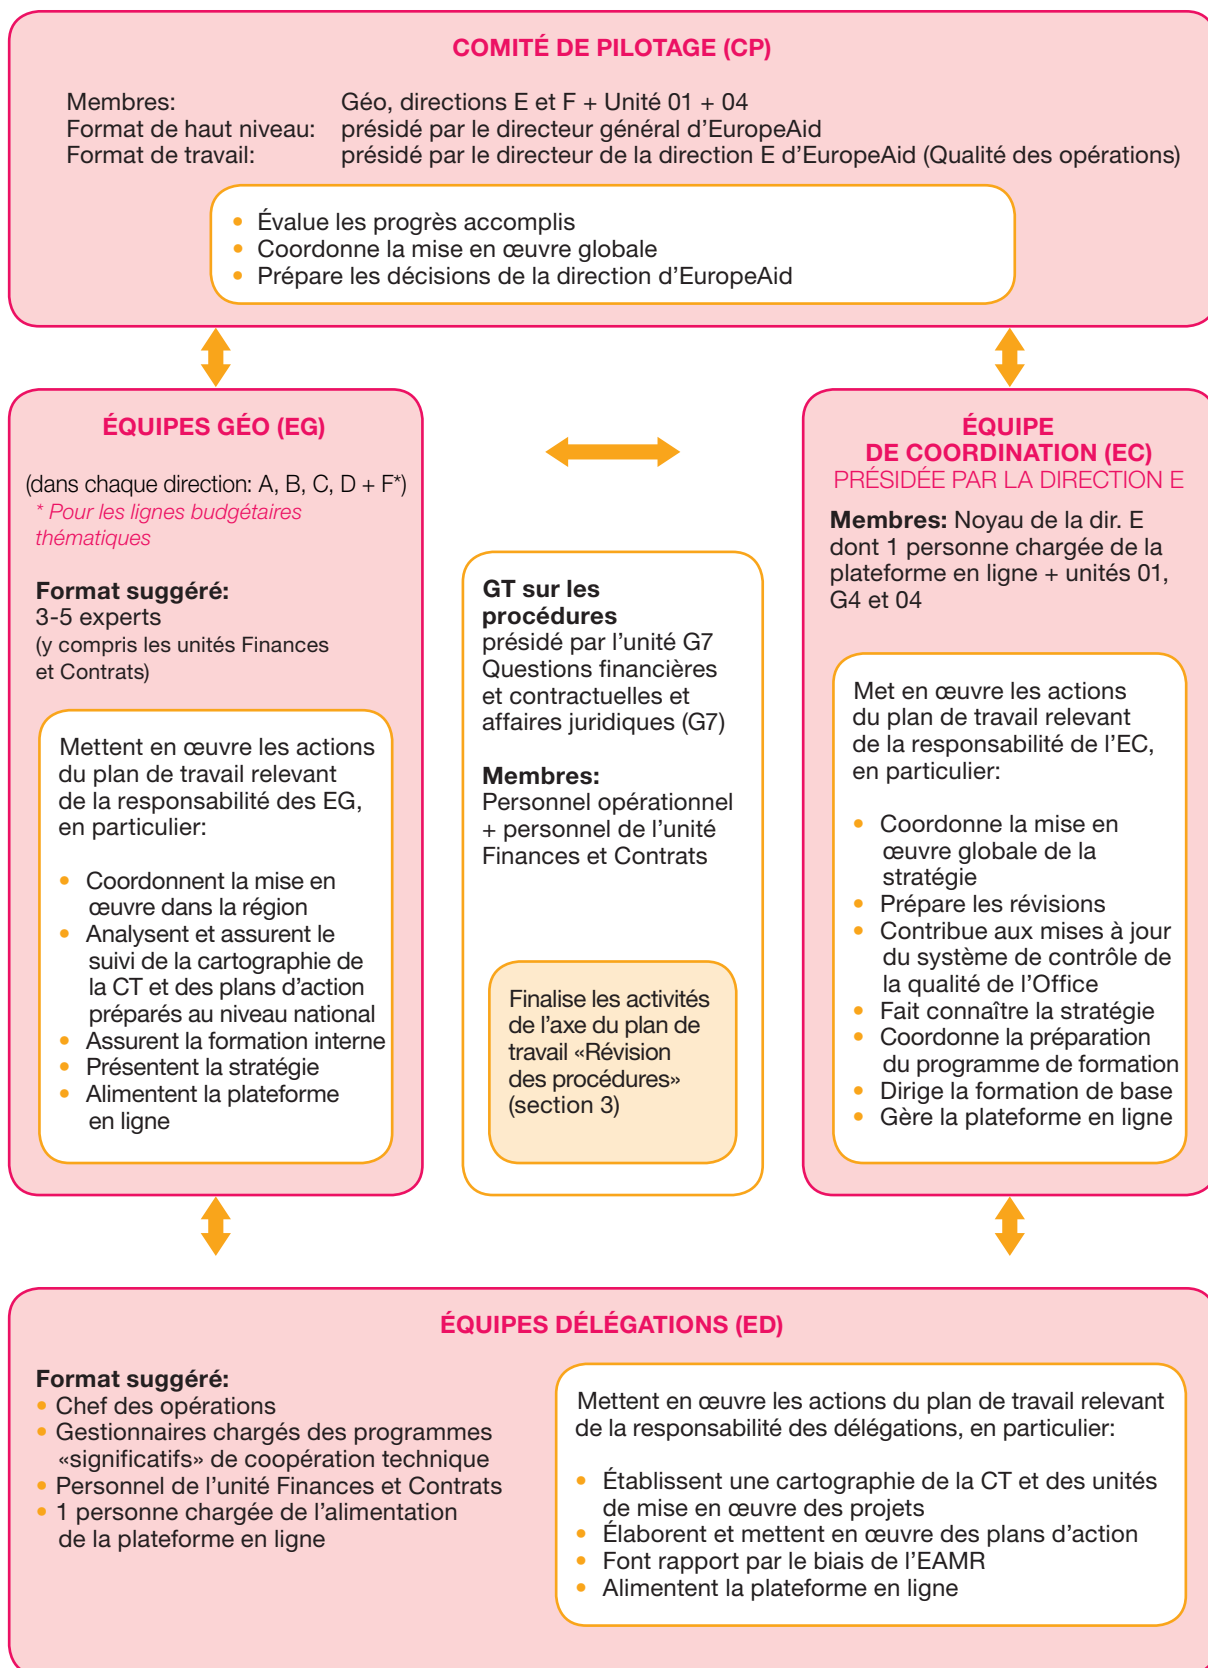 COMITÉ DE PILOTAGE (CP)
Membres: Géo, directions E et F + Unité 01 + 04
Format de haut niveau: présidé par le directeur général d’EuropeAid
Format de travail: présidé par le directeur de la direction E d’EuropeAid (Qualité des opérations)
• Évalue les progrès accomplis
• Coordonne la mise en œuvre globale
• Prépare les décisions de la direction d’EuropeAid
ÉQUIPES GÉO (EG)
(dans chaque direction: A, B, C, D + F*)
* Pour les lignes budgétaires
thématiques
Format suggéré:
3-5 experts
(y compris les unités Finances
et Contrats)
Mettent en œuvre les actions
du plan de travail relevant
de la responsabilité des EG,
en particulier:
• Coordonnent la mise en
œuvre dans la région
• Analysent et assurent le
suivi de la cartographie de
la CT et des plans d’action
préparés au niveau national
• Assurent la formation interne
• Présentent la stratégie
• Alimentent la plateforme
en ligne
GT sur les
procédures
présidé par l’unité G7
Questions financières
et contractuelles et
affaires juridiques (G7)
Membres:
Personnel opérationnel
+ personnel de l’unité
Finances et Contrats
Finalise les activités
de l’axe du plan de
travail «Révision
des procédures»
(section 3)
ÉQUIPE
DE COORDINATION (EC)
PRÉSIDÉE PAR LA DIRECTION E
Membres: Noyau de la dir. E
dont 1 personne chargée de la
plateforme en ligne + unités 01,
G4 et 04
Met en œuvre les actions
du plan de travail relevant
de la responsabilité de l’EC,
en particulier:
• Coordonne la mise en
œuvre globale de la
stratégie
• Prépare les révisions
• Contribue aux mises à jour
du système de contrôle de
la qualité de l’Office
• Fait connaître la stratégie
• Coordonne la préparation
du programme de formation
• Dirige la formation de base
• Gère la plateforme en ligne
ÉQUIPES DÉLÉGATIONS (ED)
Format suggéré:
• Chef des opérations
• Gestionnaires chargés des programmes
«significatifs» de coopération technique
• Personnel de l’unité Finances et Contrats
• 1 personne chargée de l’alimentation
de la plateforme en ligne
Mettent en œuvre les actions du plan de travail relevant
de la responsabilité des délégations, en particulier:
• Établissent une cartographie de la CT et des unités
de mise en œuvre des projets
• Élaborent et mettent en œuvre des plans d’action
• Font rapport par le biais de l’EAMR
• Alimentent la plateforme en ligne